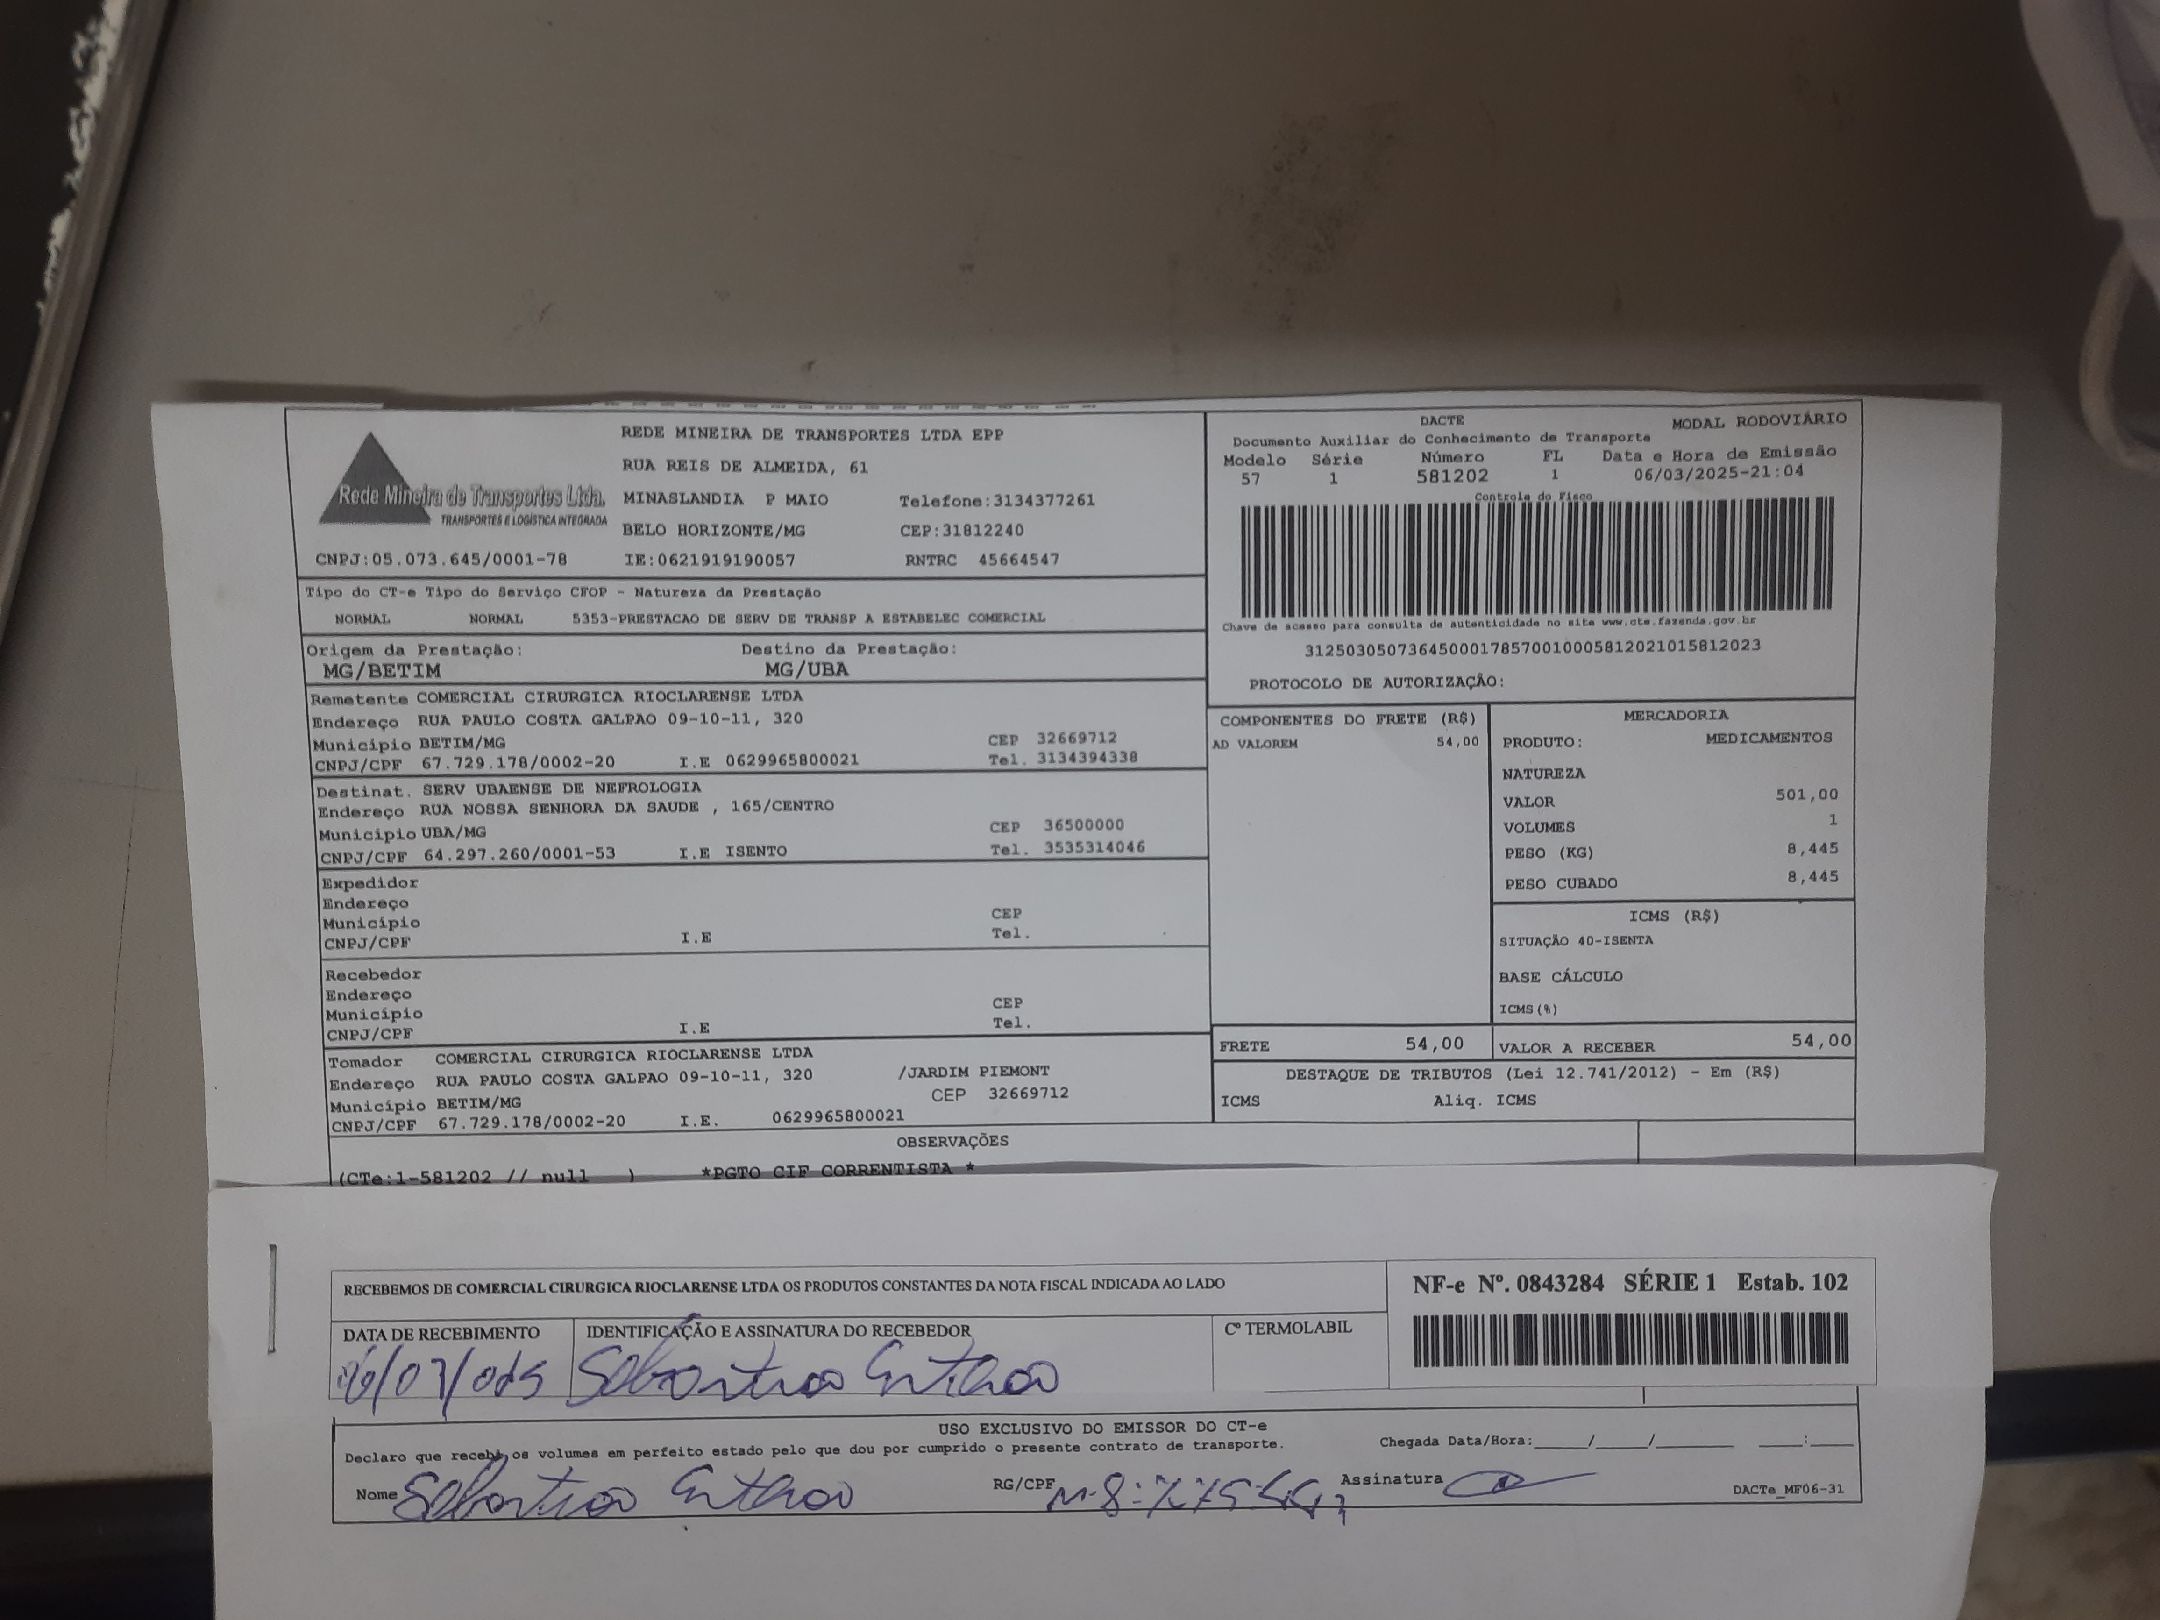 REDE MINEIRA DE TRANSPORTES LTDA EPP
RUA REIS DE ALMEIDA, 61
MINASLANDIA P MAIO Telefone:3134377261
BELO HORIZONTE/MG CEP:31812240
CNPJ:05.073.645/0001-78 IE:0621919190057 RNTRC 45664547
Rede Mineira de Transportes Ltda.
TRANSPORTES E LOGÍSTICA INTEGRADA
DACTE MODAL RODOVIÁRIO
Documento Auxiliar do Conhecimento de Transporte
Modelo Série Número FL Data e Hora de Emissão
57 1 581202 1 06/03/2025-21:04
Controle do Fisco
Chave de acesso para consulta de autenticidade no site www.cte.fazenda.gov.br
31250305073645000178570010005812021015812023
PROTOCOLO DE AUTORIZAÇÃO:
Tipo do CT-e Tipo do Serviço CFOP - Natureza da Prestação
NORMAL NORMAL 5353-PRESTACAO DE SERV DE TRANSP A ESTABELEC COMERCIAL
Origem da Prestação: Destino da Prestação:
MG/BETIM MG/UBA
Remetente COMERCIAL CIRURGICA RIOCLARENSE LTDA
Endereço RUA PAULO COSTA GALPAO 09-10-11, 320
Município BETIM/MG CEP 32669712
CNPJ/CPF 67.729.178/0002-20 I.E 0629965800021 Tel. 3134394338
Destinat. SERV UBAENSE DE NEFROLOGIA
Endereço RUA NOSSA SENHORA DA SAUDE , 165/CENTRO
Município UBA/MG CEP 36500000
CNPJ/CPF 64.297.260/0001-53 I.E ISENTO Tel. 3535314046
Expedidor
Endereço
Município CEP
CNPJ/CPF I.E Tel.
Recebedor
Endereço
Município CEP
CNPJ/CPF I.E Tel.
Tomador COMERCIAL CIRURGICA RIOCLARENSE LTDA
Endereço RUA PAULO COSTA GALPAO 09-10-11, 320 /JARDIM PIEMONT
Município BETIM/MG CEP 32669712
CNPJ/CPF 67.729.178/0002-20 I.E. 0629965800021
COMPONENTES DO FRETE (R$)
AD VALOREM 54,00
MERCADORIA
PRODUTO: MEDICAMENTOS
NATUREZA
VALOR 501,00
VOLUMES 1
PESO (KG) 8,445
PESO CUBADO 8,445
ICMS (R$)
SITUAÇÃO 40-ISENTA
BASE CÁLCULO
ICMS(%)
FRETE 54,00 VALOR A RECEBER 54,00
DESTAQUE DE TRIBUTOS (Lei 12.741/2012) - Em (R$)
ICMS Aliq. ICMS
OBSERVAÇÕES
(CTe:1-581202 // null ) *PGTO CIF CORRENTISTA *
RECEBEMOS DE COMERCIAL CIRURGICA RIOCLARENSE LTDA OS PRODUTOS CONSTANTES DA NOTA FISCAL INDICADA AO LADO
NF-e Nº. 0843284 SÉRIE 1 Estab. 102
DATA DE RECEBIMENTO IDENTIFICAÇÃO E ASSINATURA DO RECEBEDOR Cº TERMOLABIL
USO EXCLUSIVO DO EMISSOR DO CT-e
Declaro que recebi os volumes em perfeito estado pelo que dou por cumprido o presente contrato de transporte. Chegada Data/Hora:_____/_____/________ _____:_____
Nome RG/CPF Assinatura
DACTe_MF06-31